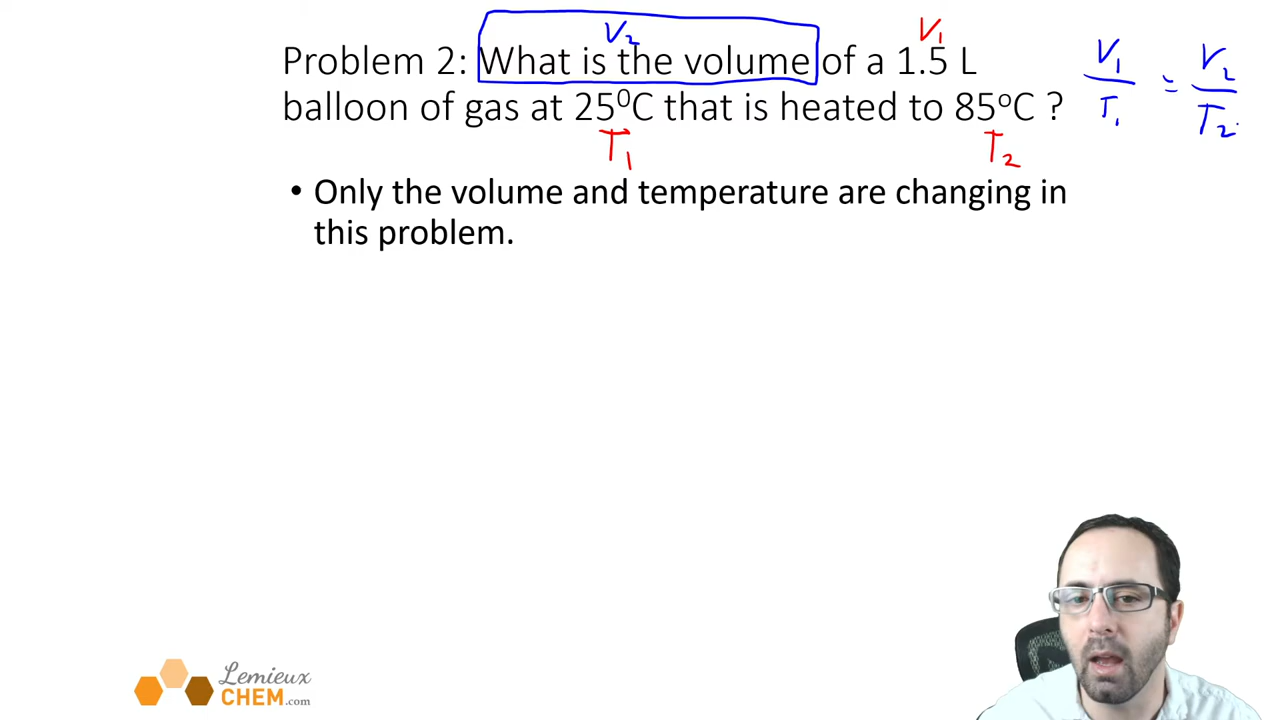 V₂
V₁
Problem 2: What is the volume of a 1.5 L
balloon of gas at 25⁰C that is heated to 85ᵒC ?
T₁
T₂
V₁/T₁ = V₂/T₂
• Only the volume and temperature are changing in
this problem.
Lemieux
CHEM.com